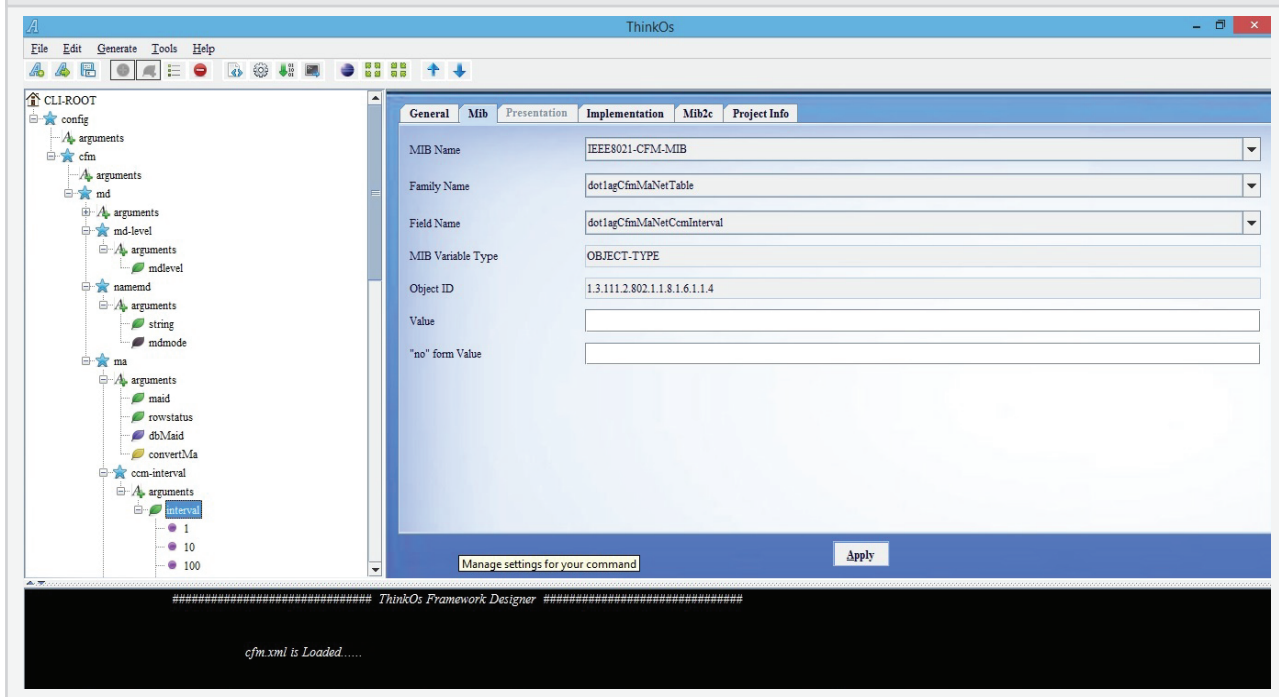 ThinkOs
File Edit Generate Tools Help
CLI-ROOT
config
arguments
cfm
arguments
md
arguments
md-level
arguments
mdlevel
namemd
arguments
string
mdmode
ma
arguments
maid
rowstatus
dbMaid
convertMa
ccm-interval
arguments
interval
1
10
100
General Mib Presentation Implementation Mib2c Project Info
MIB Name IEEE8021-CFM-MIB
Family Name dot1agCfmMaNetTable
Field Name dot1agCfmMaNetCcmInterval
MIB Variable Type OBJECT-TYPE
Object ID 1.3.111.2.802.1.1.8.1.6.1.1.4
Value
"no" form Value
Apply
Manage settings for your command
############################### ThinkOs Framework Designer ###############################
cfm.xml is Loaded......